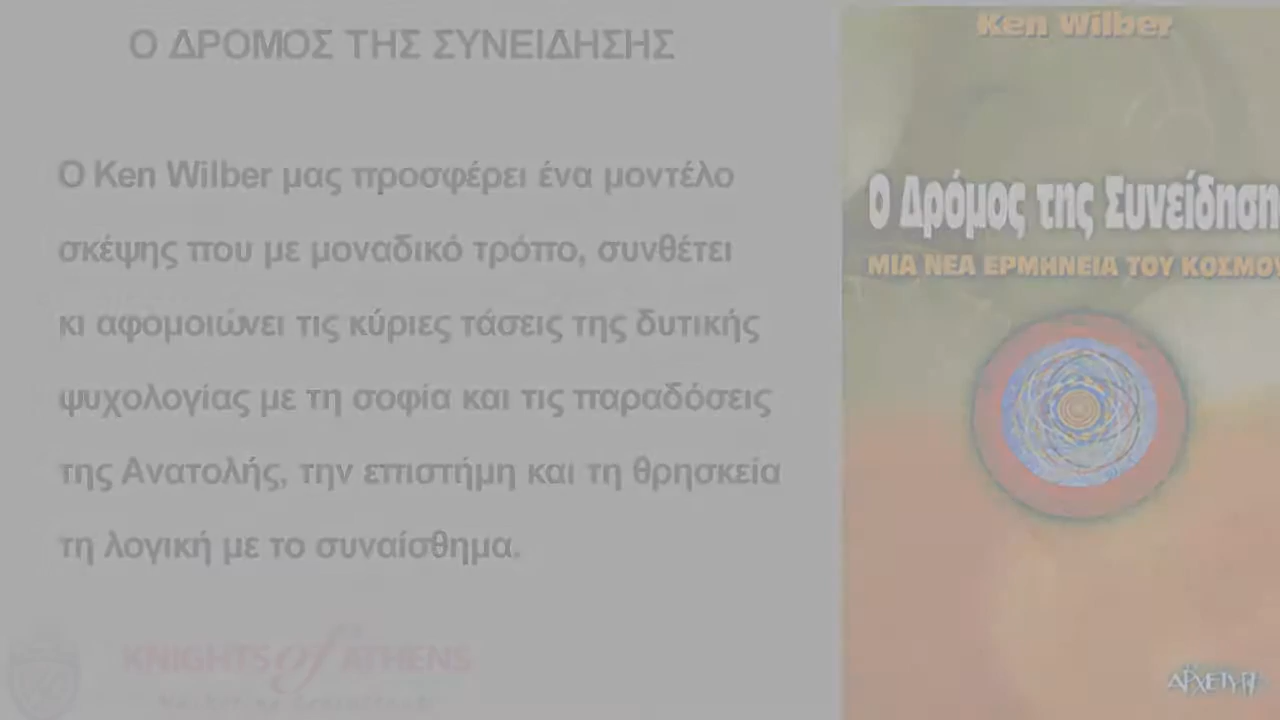 Ο ΔΡΟΜΟΣ ΤΗΣ ΣΥΝΕΙΔΗΣΗΣ
Ο Ken Wilber μας προσφέρει ένα μοντέλο
σκέψης που με μοναδικό τρόπο, συνθέτει
κι αφομοιώνει τις κύριες τάσεις της δυτικής
ψυχολογίας με τη σοφία και τις παραδόσεις
της Ανατολής, την επιστήμη και τη θρησκεία
τη λογική με το συναίσθημα.
KNIGHTS of ATHENS
Ken Wilber
Ο Δρόμος της Συνείδηση
ΜΙΑ ΝΕΑ ΕΡΜΗΝΕΙΑ ΤΟΥ ΚΟΣΜΟΥ